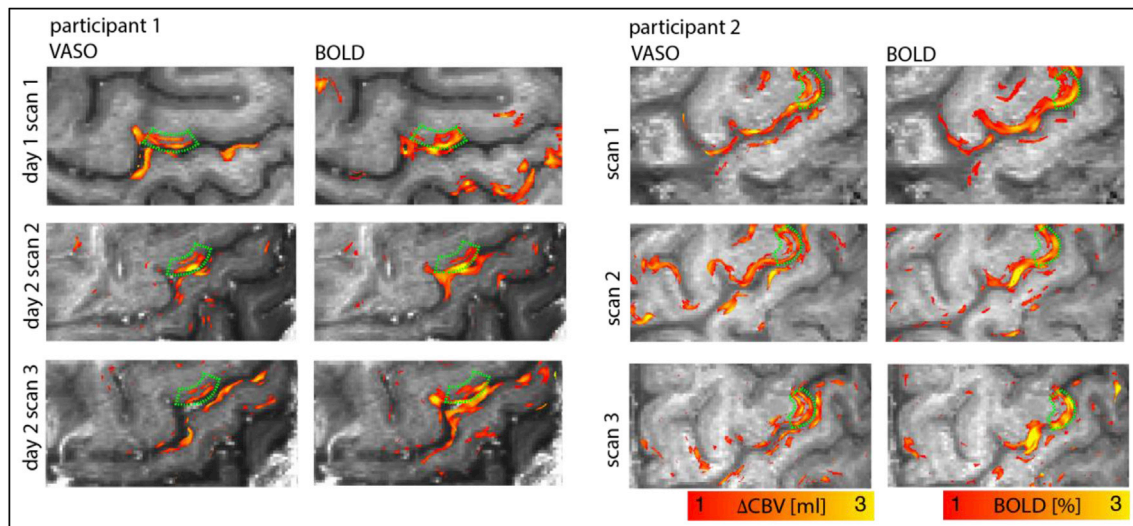 participant 1
VASO
BOLD
day 1 scan 1
day 2 scan 2
day 2 scan 3
participant 2
VASO
BOLD
scan 1
scan 2
scan 3
1 ΔCBV [ml] 3
1 BOLD [%] 3